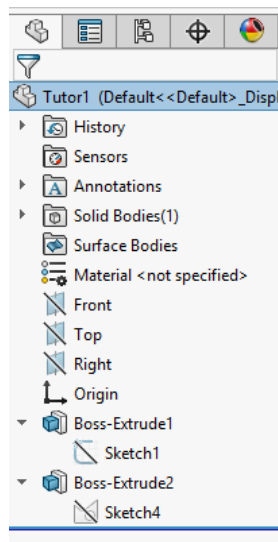 Tutor1 (Default<<Default>_Displ
History
Sensors
Annotations
Solid Bodies(1)
Surface Bodies
Material <not specified>
Front
Top
Right
Origin
Boss-Extrude1
Sketch1
Boss-Extrude2
Sketch4